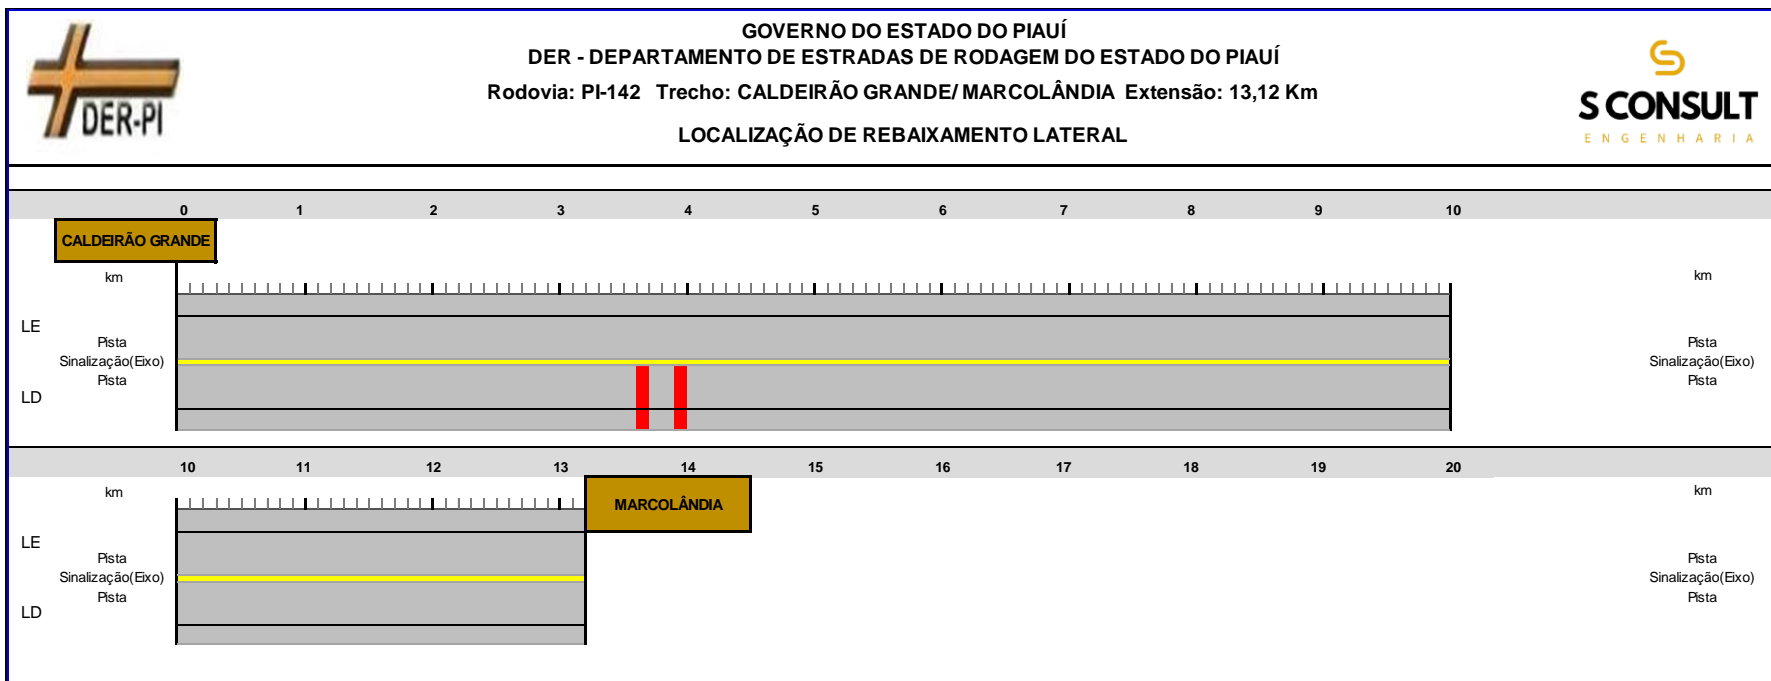 GOVERNO DO ESTADO DO PIAUÍ
DER - DEPARTAMENTO DE ESTRADAS DE RODAGEM DO ESTADO DO PIAUÍ
Rodovia: PI-142 Trecho: CALDEIRÃO GRANDE/ MARCOLÂNDIA Extensão: 13,12 Km
LOCALIZAÇÃO DE REBAIXAMENTO LATERAL
DER-PI
S CONSULT
ENGENHARIA
0 1 2 3 4 5 6 7 8 9 10
CALDEIRÃO GRANDE
km km
LE
Pista Pista
Sinalização(Eixo) Sinalização(Eixo)
Pista Pista
LD
10 11 12 13 14 15 16 17 18 19 20
km MARCOLÂNDIA km
LE
Pista Pista
Sinalização(Eixo) Sinalização(Eixo)
Pista Pista
LD